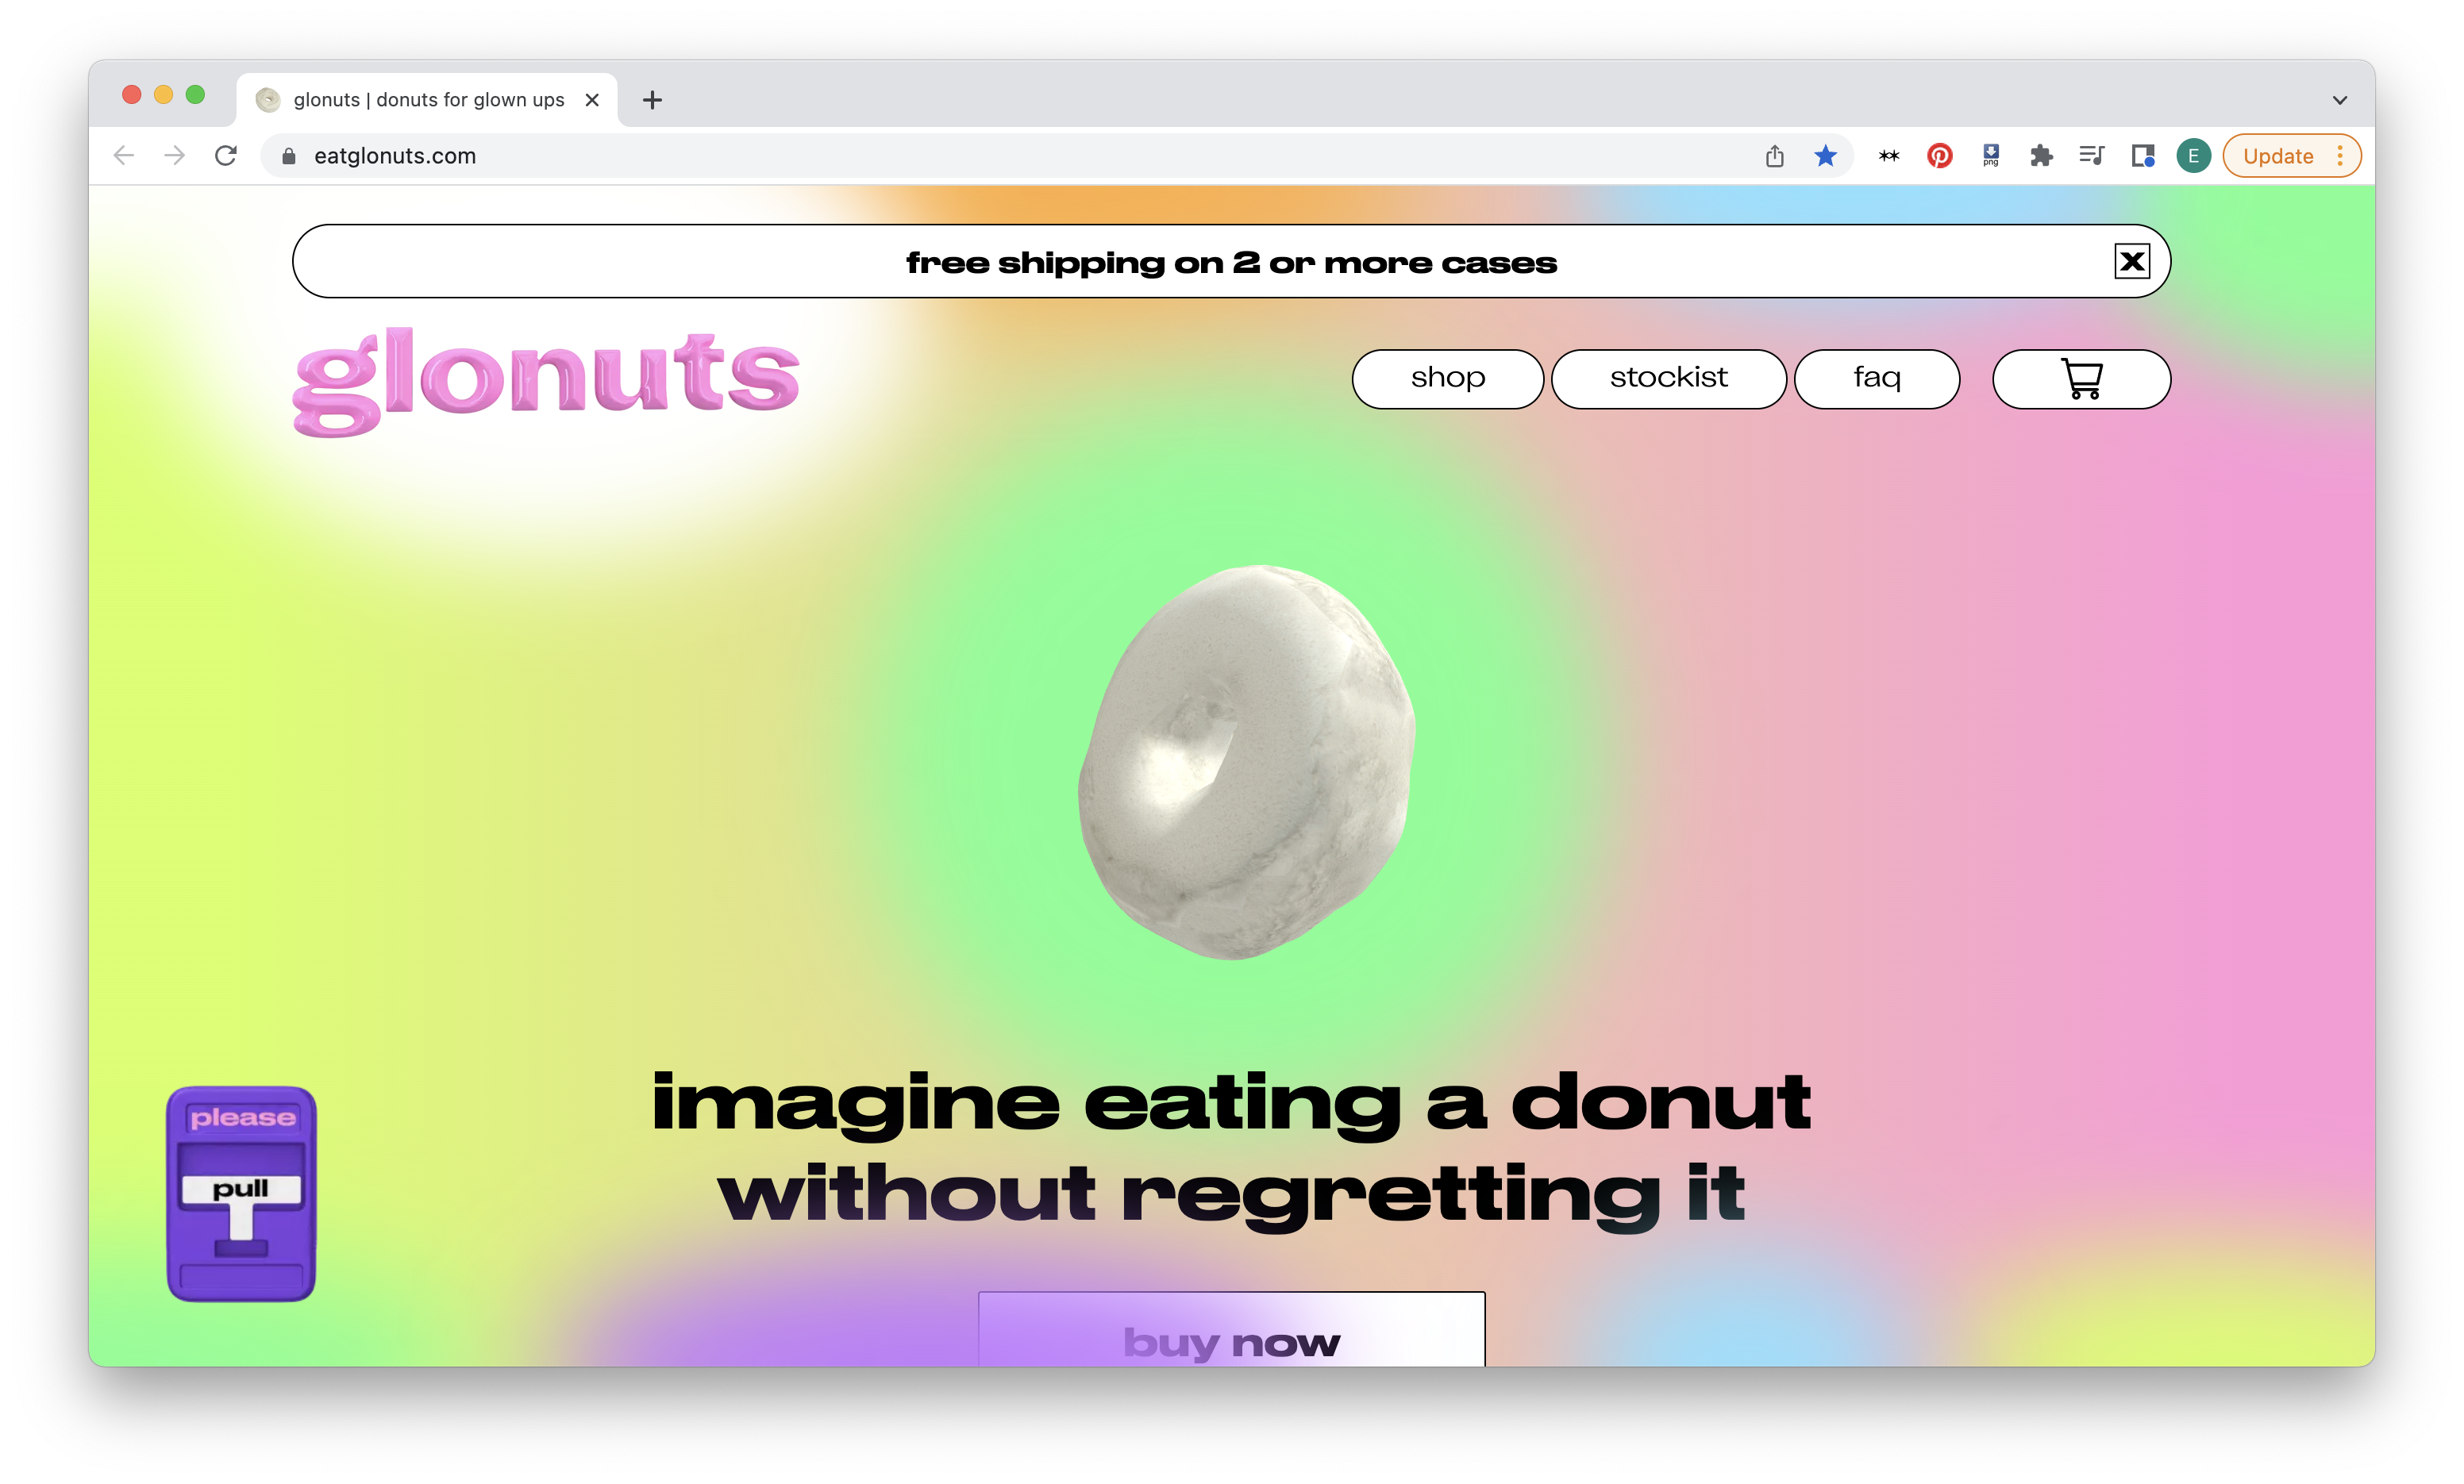 glonuts | donuts for glown ups
eatglonuts.com
png
E
Update
free shipping on 2 or more cases
X
glonuts
shop
stockist
faq
imagine eating a donut
without regretting it
please
pull
buy now